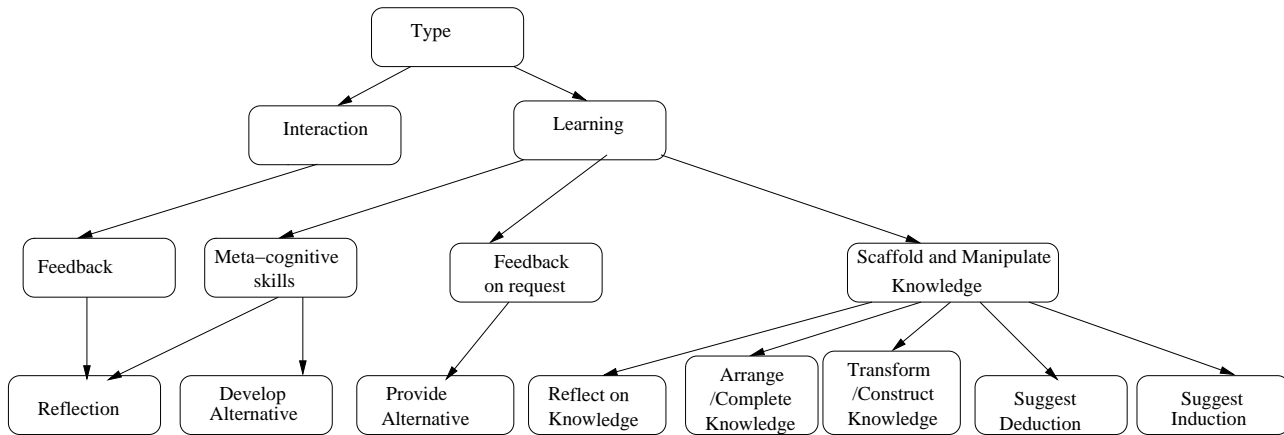 Type
Interaction
Learning
Feedback
Meta−cognitive
skills
Feedback
on request
Scaffold and Manipulate
Knowledge
Reflection
Develop
Alternative
Provide
Alternative
Reflect on
Knowledge
Arrange
/Complete
Knowledge
Transform
/Construct
Knowledge
Suggest
Deduction
Suggest
Induction